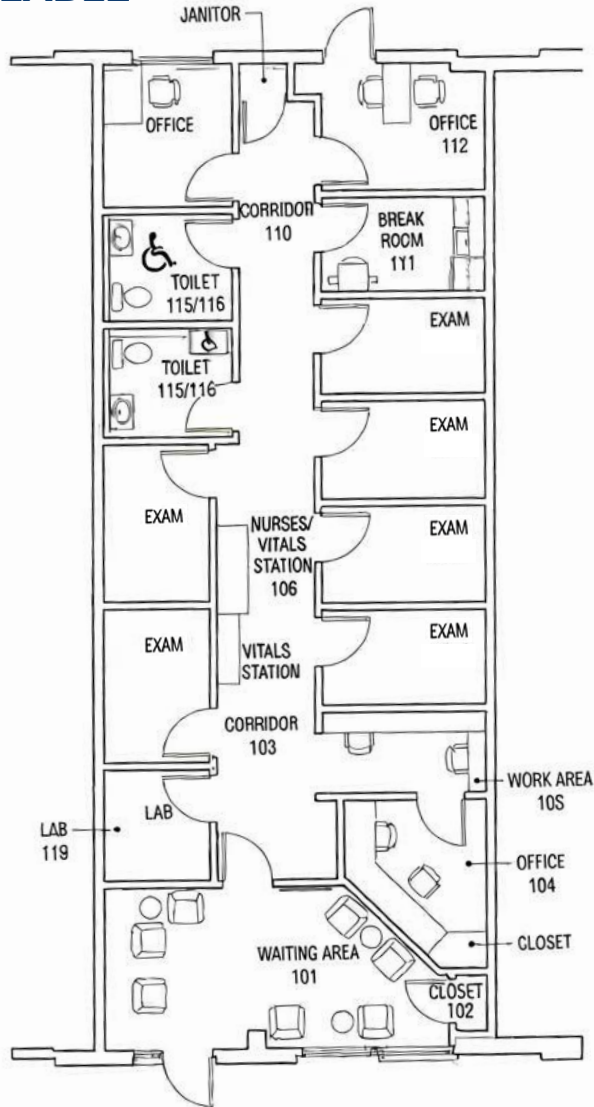 JANITOR
OFFICE
OFFICE
112
CORRIDOR
110
BREAK
ROOM
1Y1
TOILET
115/116
EXAM
TOILET
115/116
EXAM
EXAM
NURSES/
VITALS
STATION
106
EXAM
EXAM
VITALS
STATION
EXAM
CORRIDOR
103
WORK AREA
10S
LAB
LAB
119
OFFICE
104
CLOSET
WAITING AREA
101
CLOSET
102